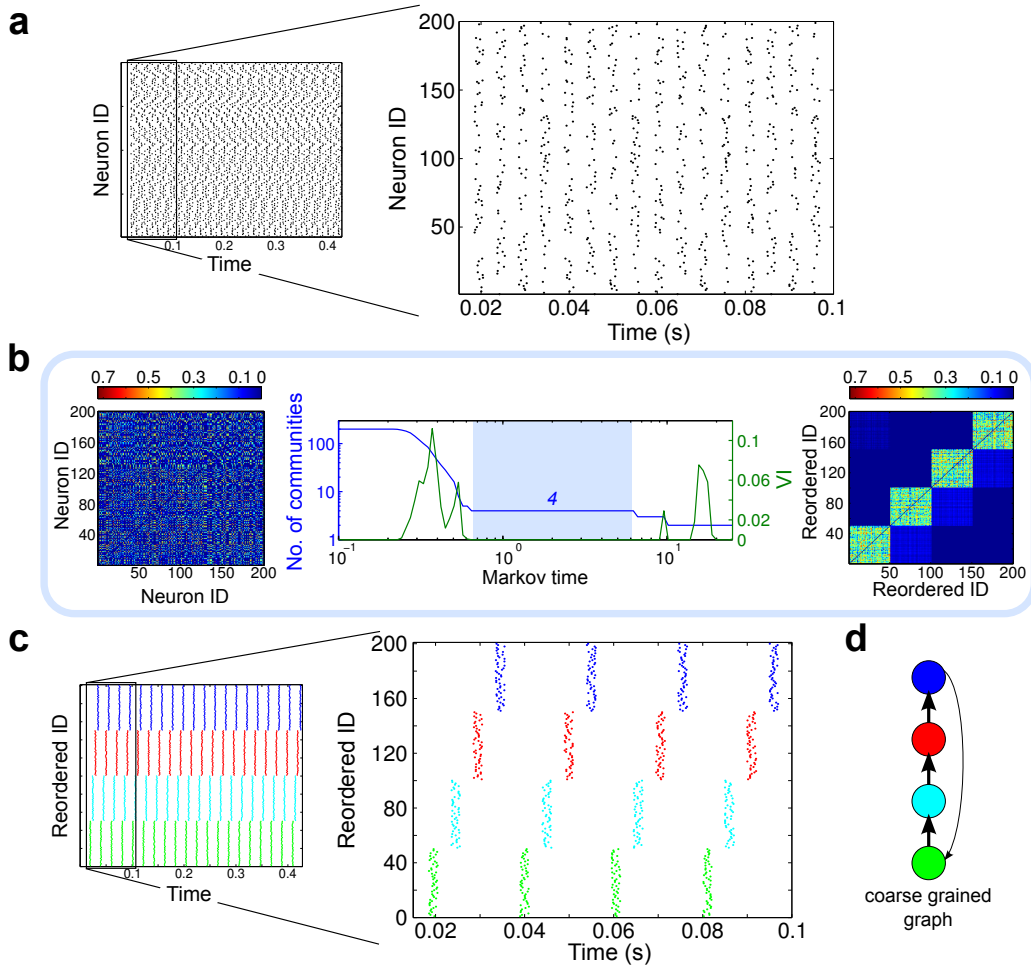 a
Neuron ID
0.1 0.2 0.3 0.4
Time
Neuron ID
200
150
100
50
0.02 0.04 0.06 0.08 0.1
Time (s)
b
0.7 0.5 0.3 0.1 0
Neuron ID
200
160
120
80
40
50 100 150 200
Neuron ID
No. of communities
100
10
1
4
10⁻¹ 10⁰ 10¹
Markov time
0.1
0.06
0.02
0
VI
0.7 0.5 0.3 0.1 0
Reordered ID
200
160
120
80
40
50 100 150 200
Reordered ID
c
Reordered ID
0.1 0.2 0.3 0.4
Time
Reordered ID
200
160
120
80
40
0
0.02 0.04 0.06 0.08 0.1
Time (s)
d
coarse grained
graph